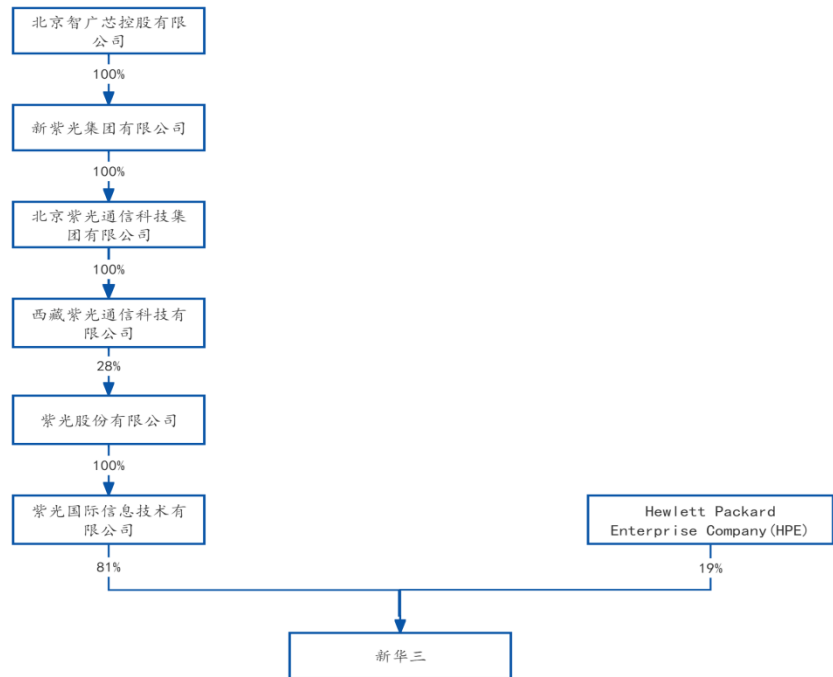 北京智广芯控股有限
公司
100%
新紫光集团有限公司
100%
北京紫光通信科技集
团有限公司
100%
西藏紫光通信科技有
限公司
28%
紫光股份有限公司
100%
紫光国际信息技术有
限公司
Hewlett Packard
Enterprise Company(HPE)
81%
19%
新华三